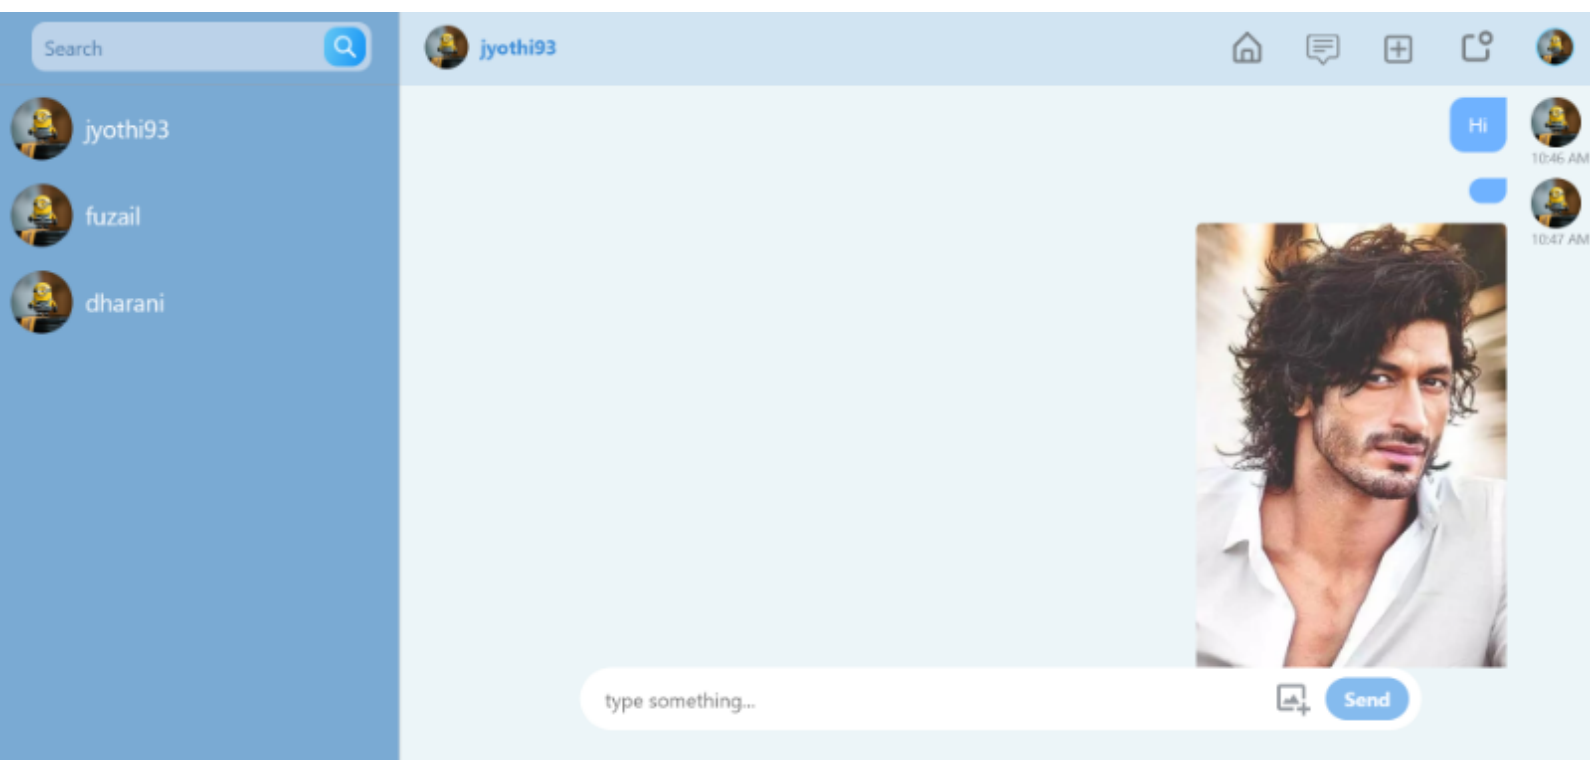 Search
jyothi93
jyothi93
fuzail
dharani
Hi
10:46 AM
10:47 AM
type something...
Send